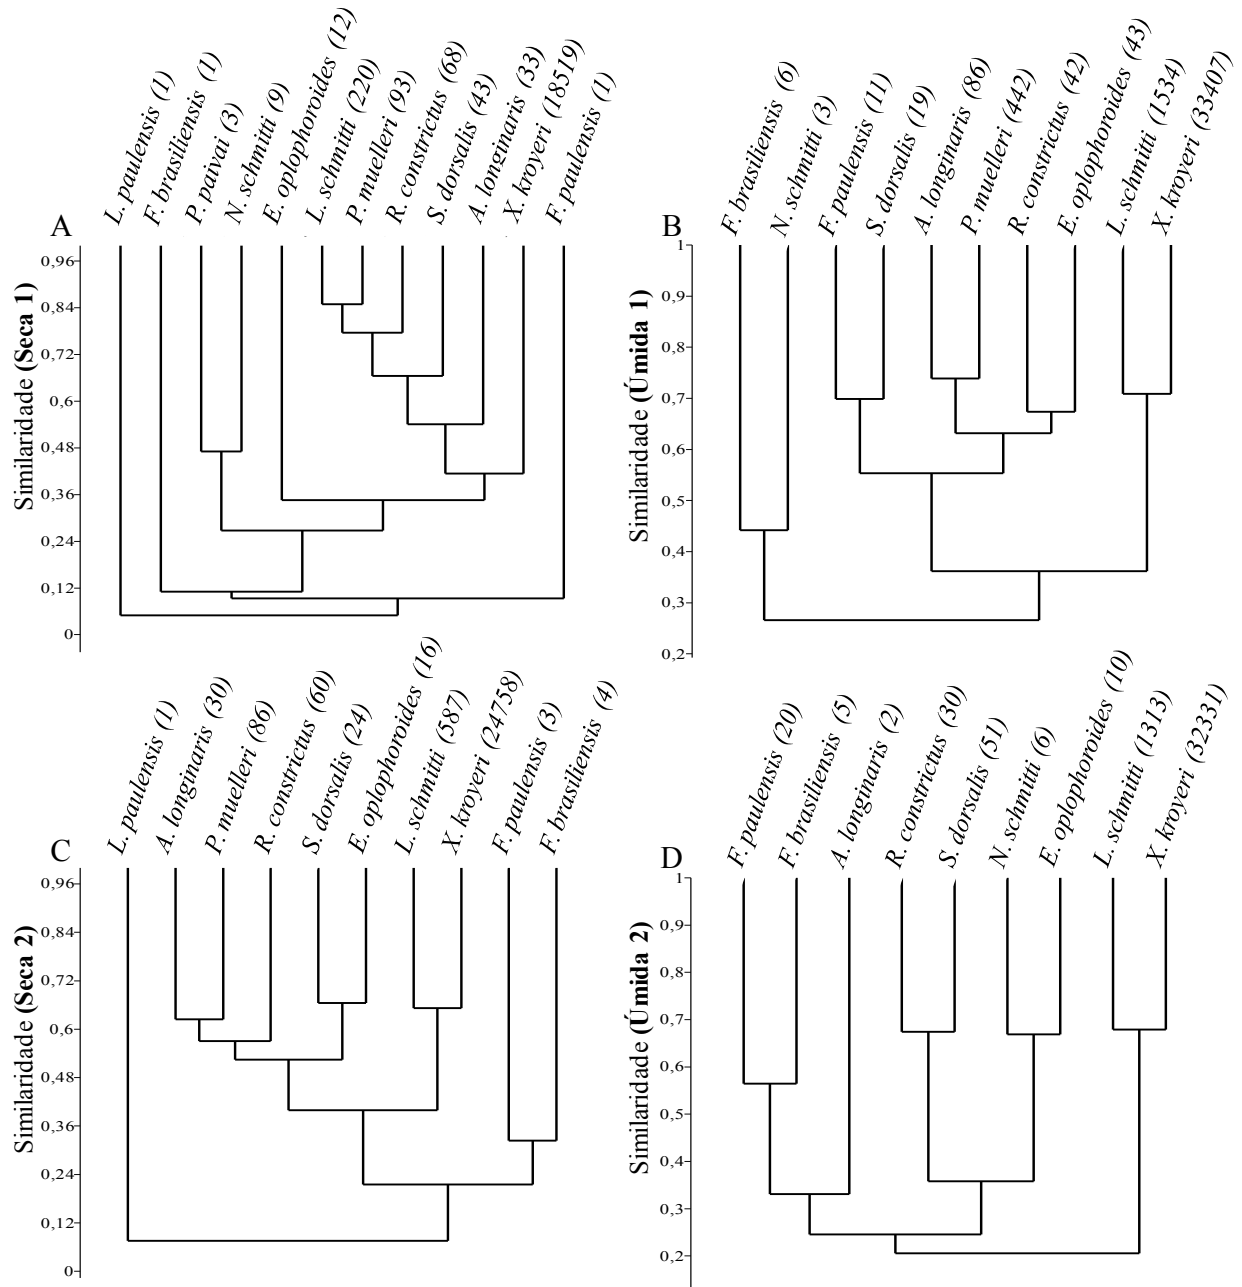 A
L. paulensis (1)
F. brasiliensis (1)
P. paivai (3)
N. schmitti (9)
E. oplophoroides (12)
L. schmitti (220)
P. muelleri (93)
R. constrictus (68)
S. dorsalis (43)
A. longinaris (33)
X. kroyeri (18519)
F. paulensis (1)
Similaridade (Seca 1)
0,96
0,84
0,72
0,6
0,48
0,36
0,24
0,12
0
B
F. brasiliensis (6)
N. schmitti (3)
F. paulensis (11)
S. dorsalis (19)
A. longinaris (86)
P. muelleri (442)
R. constrictus (42)
E. oplophoroides (43)
L. schmitti (1534)
X. kroyeri (33407)
Similaridade (Úmida 1)
1
0,9
0,8
0,7
0,6
0,5
0,4
0,3
0,2
C
L. paulensis (1)
A. longinaris (30)
P. muelleri (86)
R. constrictus (60)
S. dorsalis (24)
E. oplophoroides (16)
L. schmitti (587)
X. kroyeri (24758)
F. paulensis (3)
F. brasiliensis (4)
Similaridade (Seca 2)
0,96
0,84
0,72
0,6
0,48
0,36
0,24
0,12
0
D
F. paulensis (20)
F. brasiliensis (5)
A. longinaris (2)
R. constrictus (30)
S. dorsalis (51)
N. schmitti (6)
E. oplophoroides (10)
L. schmitti (1313)
X. kroyeri (32331)
Similaridade (Úmida 2)
1
0,9
0,8
0,7
0,6
0,5
0,4
0,3
0,2